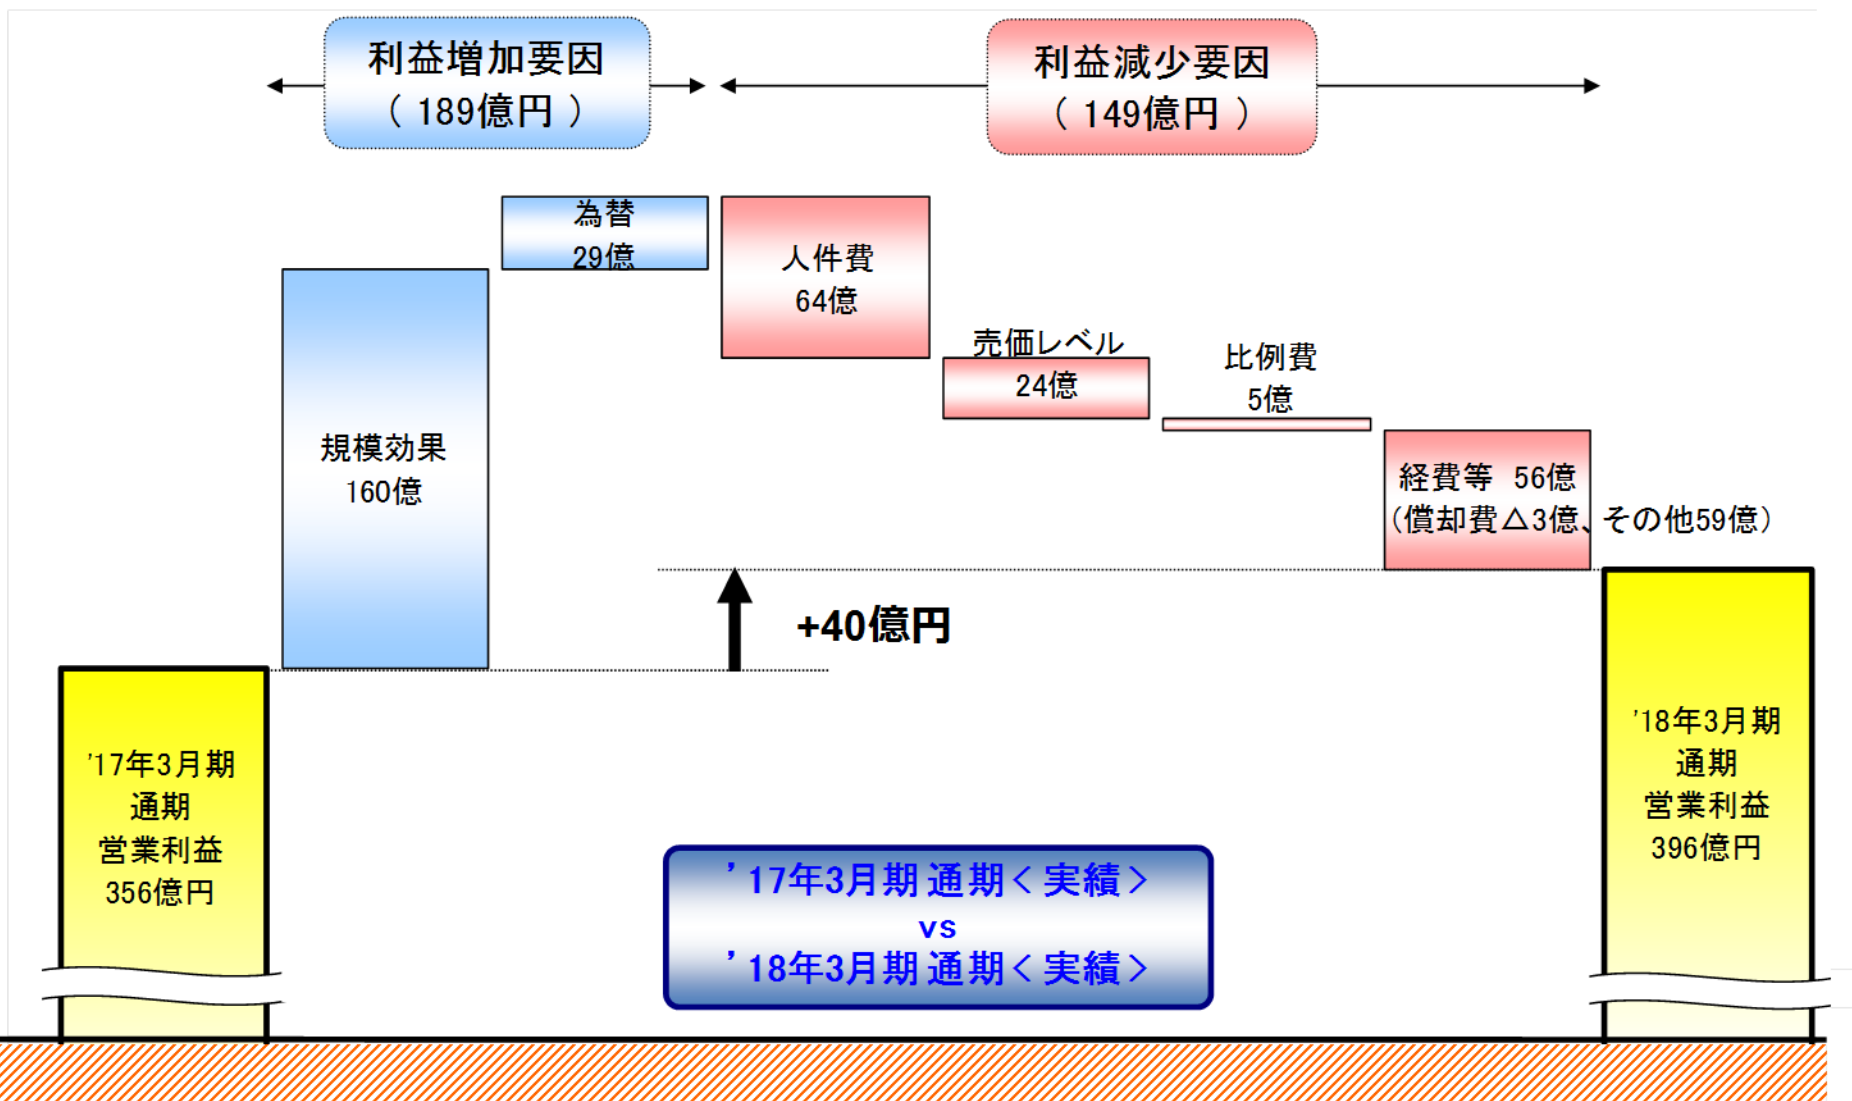 利益増加要因
（ 189億円 ）
利益減少要因
（ 149億円 ）
為替
29億
人件費
64億
売価レベル
24億
比例費
5億
規模効果
160億
経費等 56億
（償却費△3億、その他59億）
+40億円
'17年3月期
通期
営業利益
356億円
'18年3月期
通期
営業利益
396億円
’17年3月期 通期＜実績＞
vs
’18年3月期 通期＜実績＞